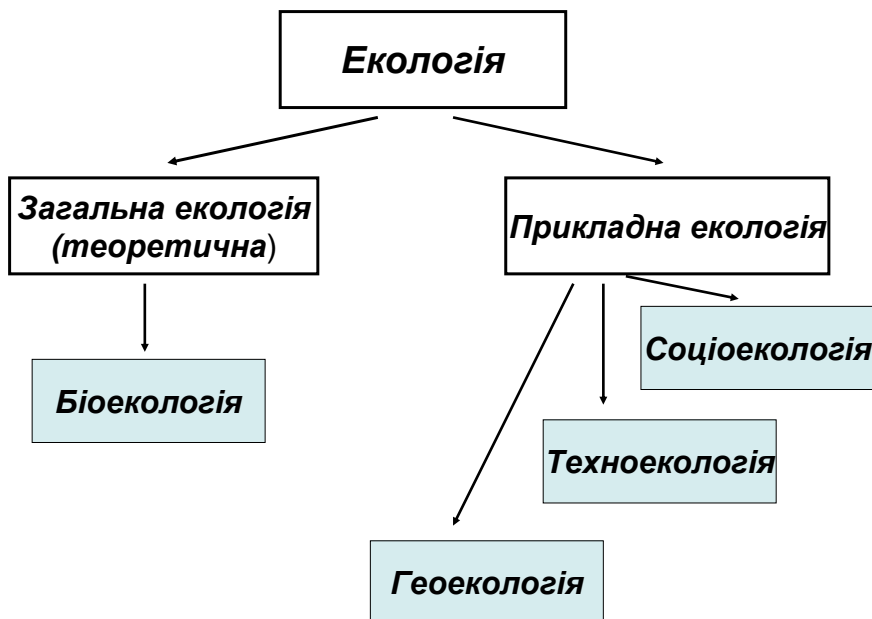 Екологія
Загальна екологія
(теоретична)
Прикладна екологія
Соціоекологія
Біоекологія
Техноекологія
Геоекологія